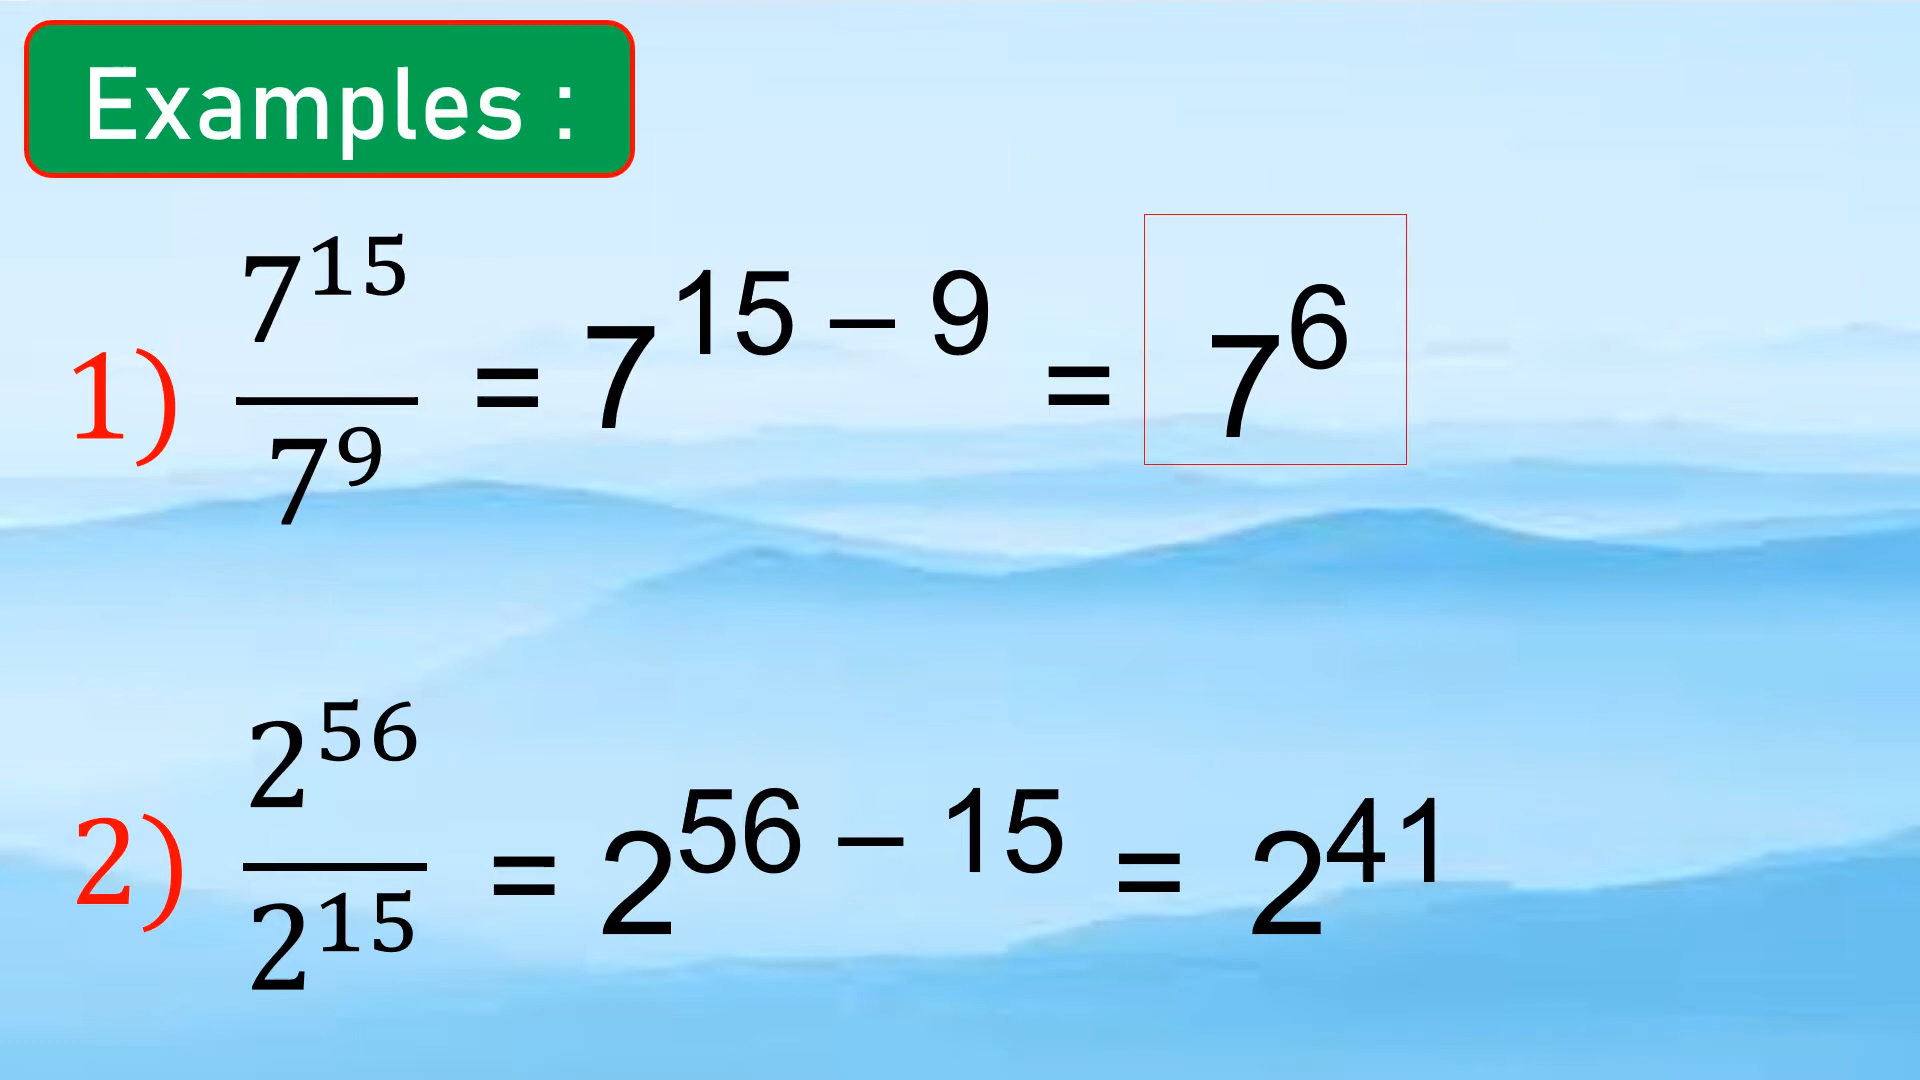 Examples :
1) 7^15 / 7^9 = 7^15 – 9 = 7^6
2) 2^56 / 2^15 = 2^56 – 15 = 2^41